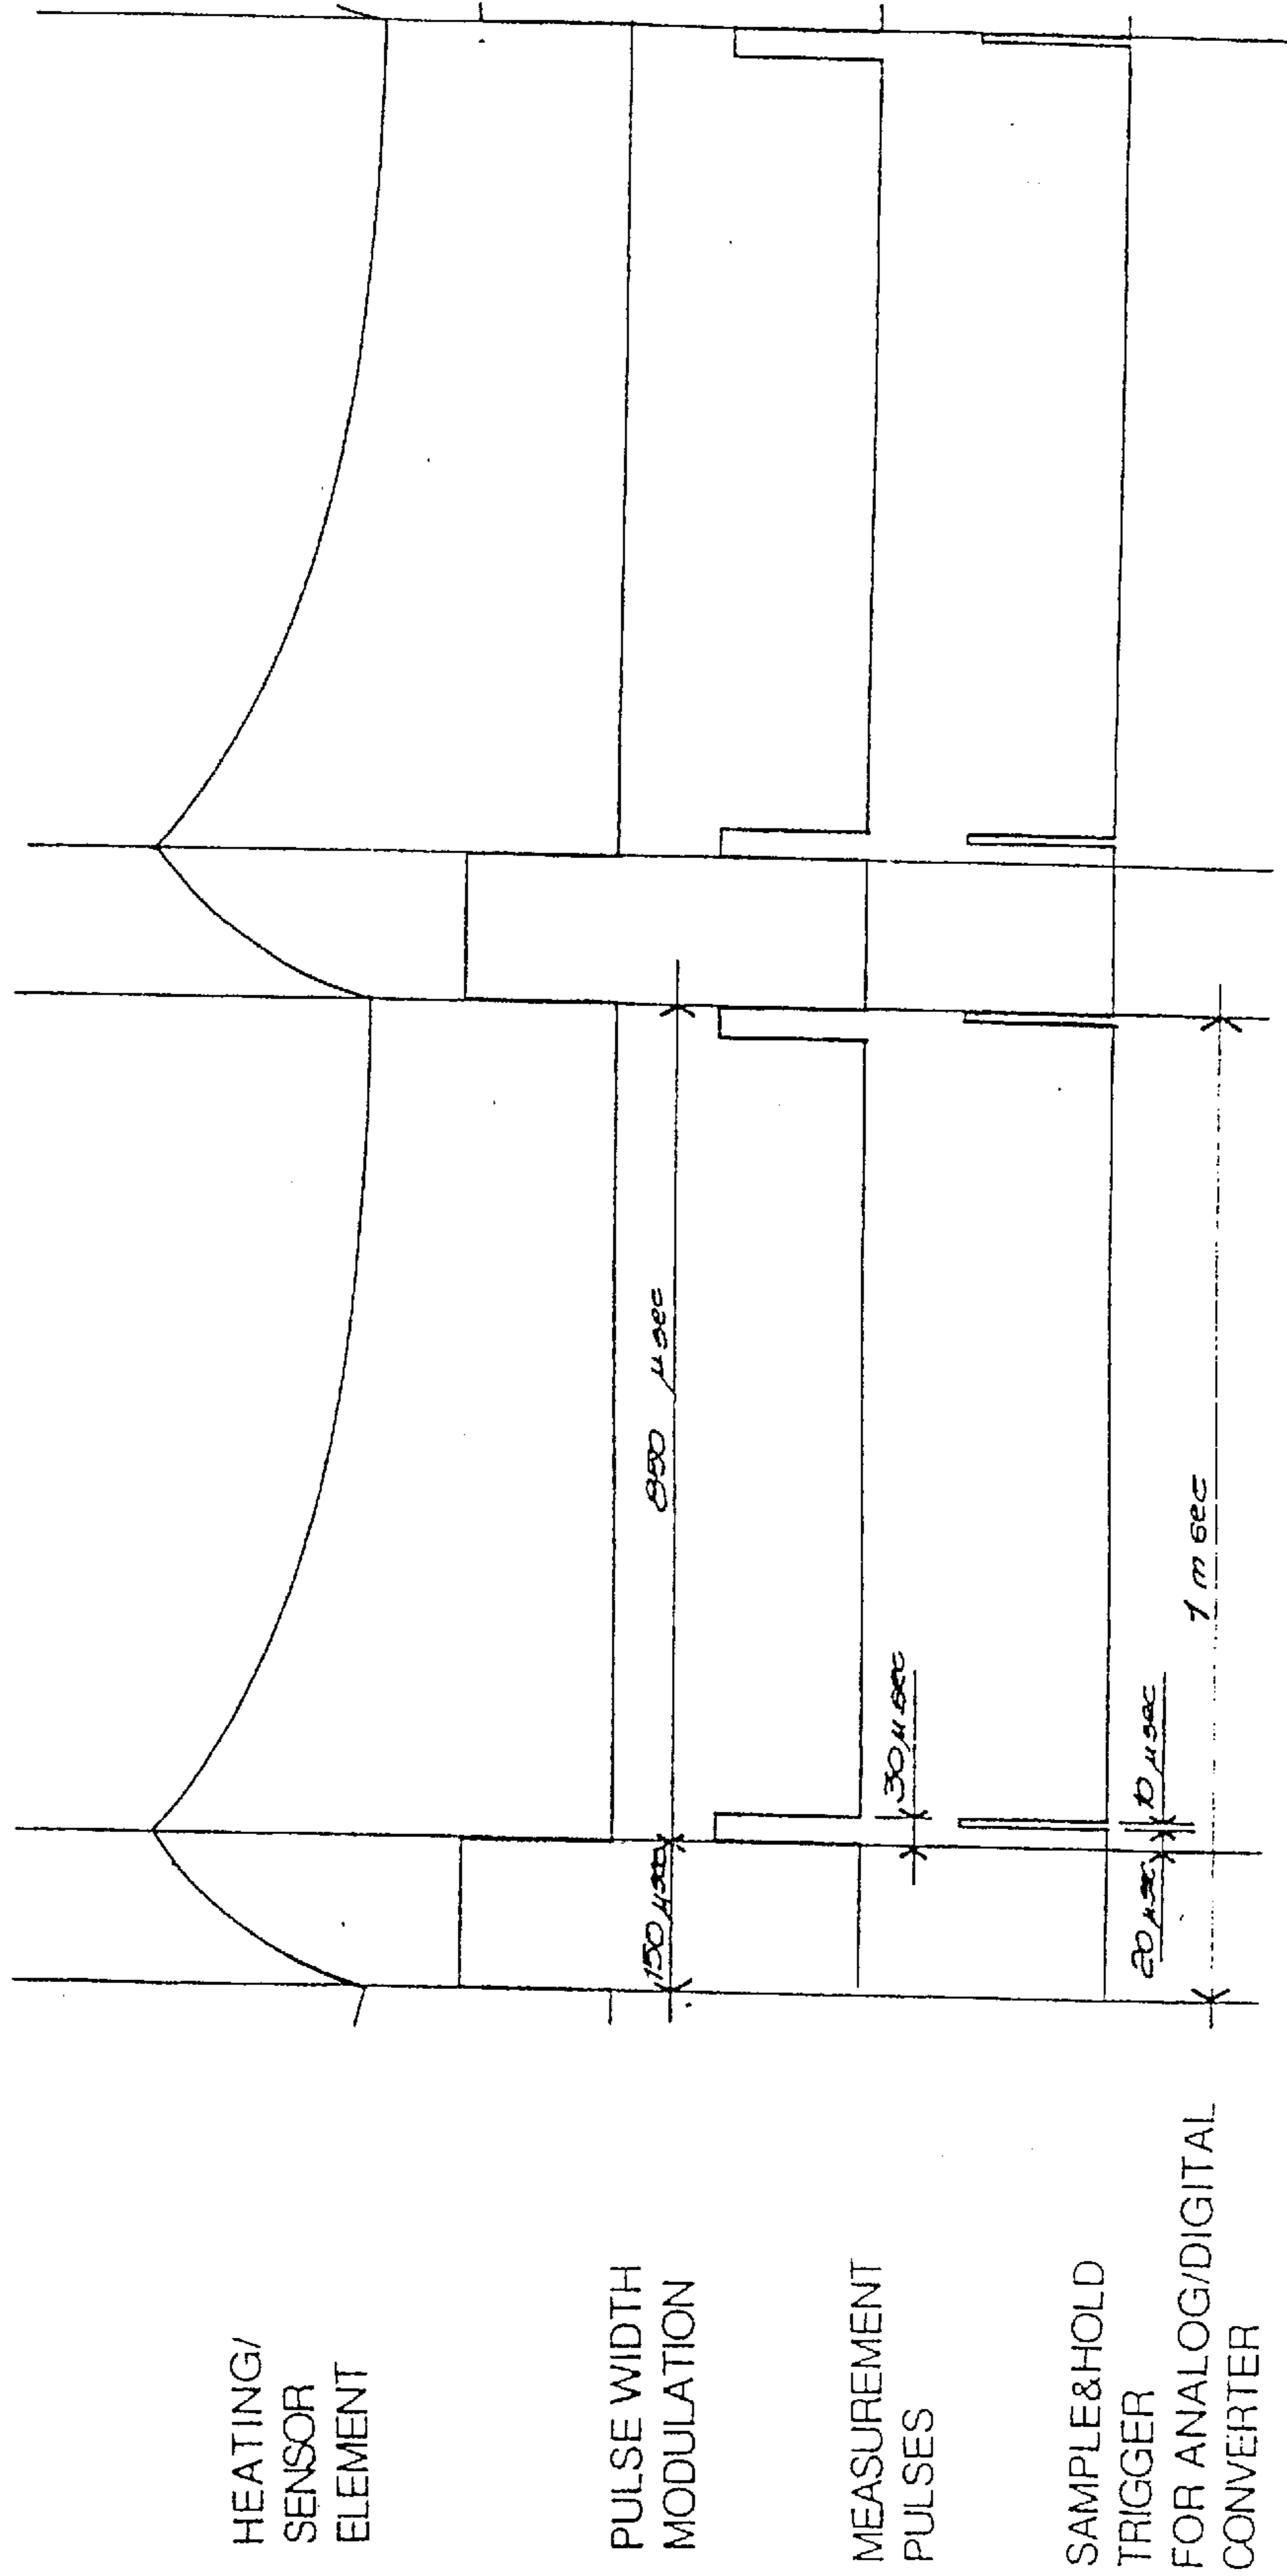 HEATING/
SENSOR
ELEMENT
PULSE WIDTH
MODULATION
150 µsec
850 µsec
MEASUREMENT
PULSES
30 µsec
SAMPLE&HOLD
TRIGGER
FOR ANALOG/DIGITAL
CONVERTER
20 µsec
10 µsec
1 m sec